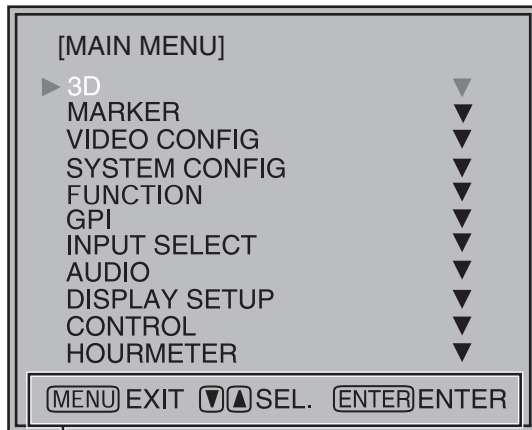 [MAIN MENU]
▶ 3D ▼
MARKER ▼
VIDEO CONFIG ▼
SYSTEM CONFIG ▼
FUNCTION ▼
GPI ▼
INPUT SELECT ▼
AUDIO ▼
DISPLAY SETUP ▼
CONTROL ▼
HOURMETER ▼
MENU EXIT ▼▲ SEL. ENTER ENTER